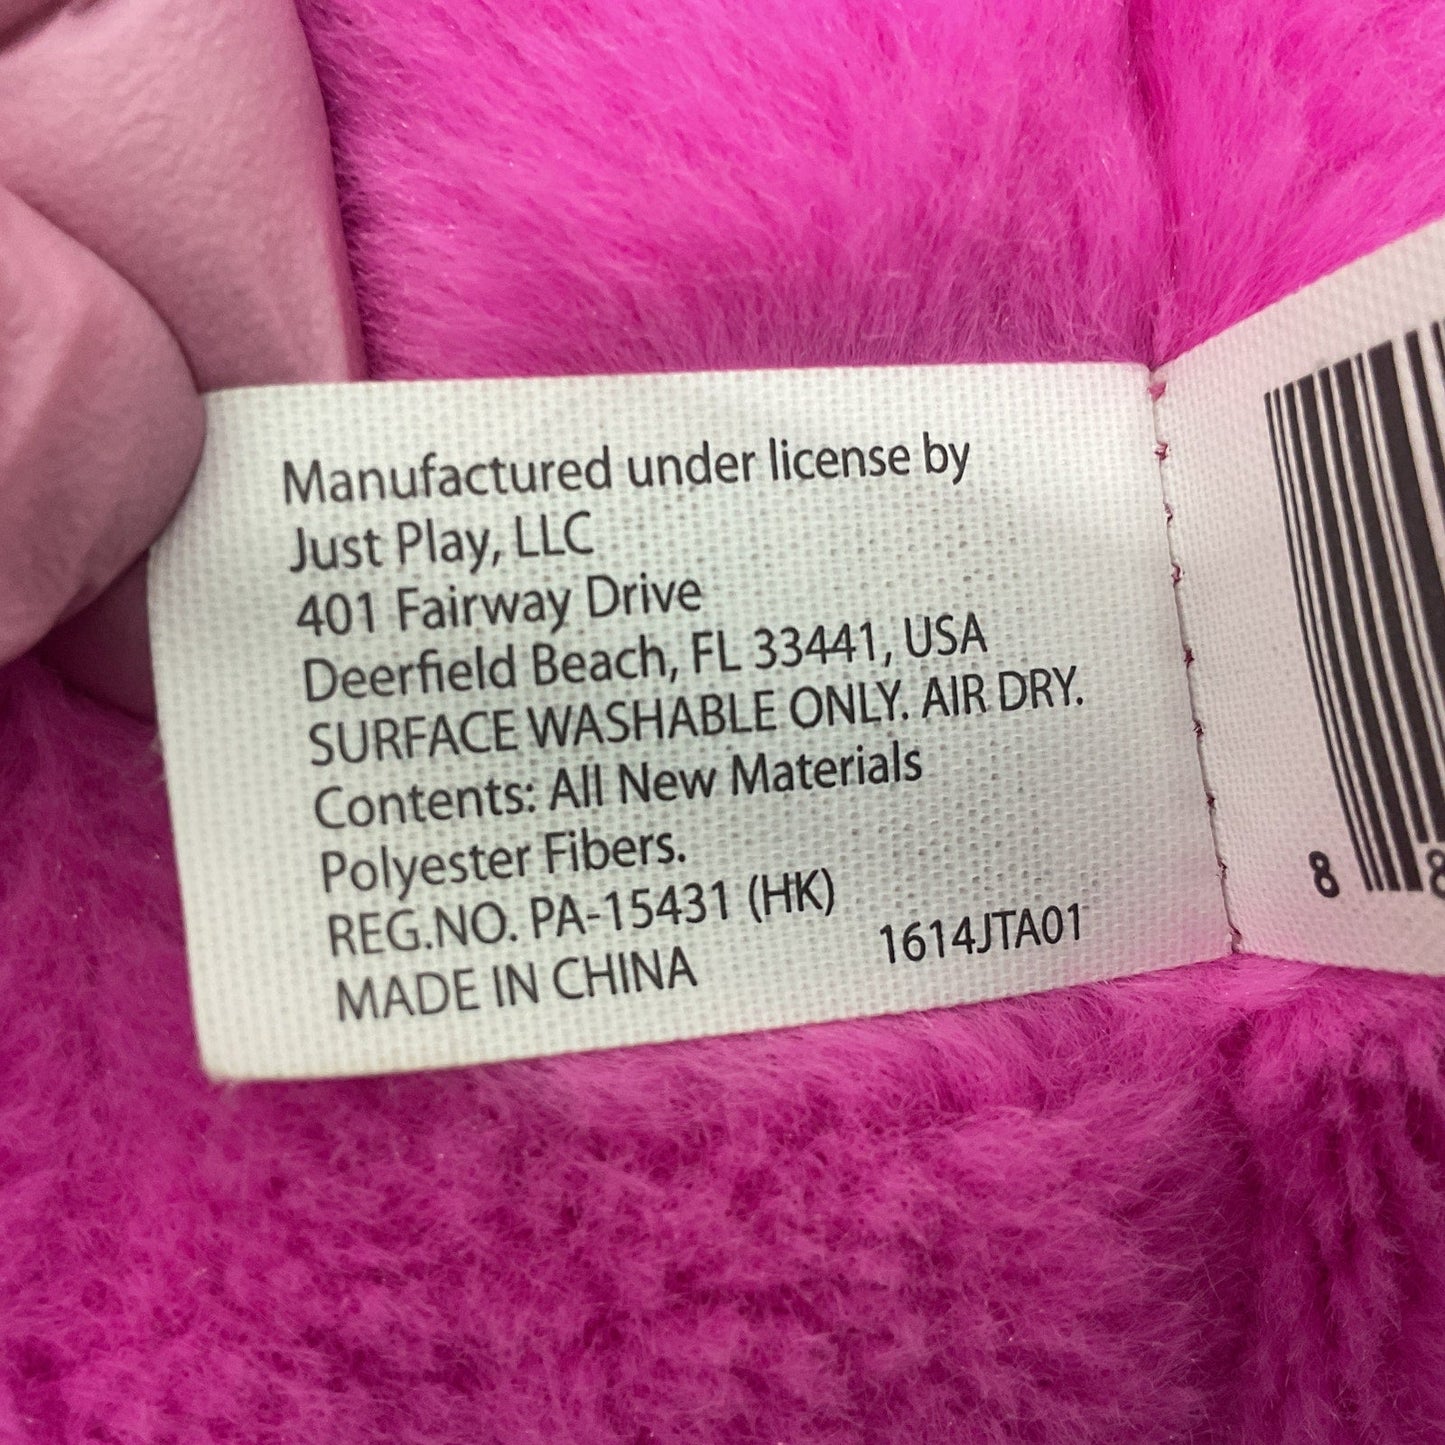 Manufactured under license by
Just Play, LLC
401 Fairway Drive
Deerfield Beach, FL 33441, USA
SURFACE WASHABLE ONLY. AIR DRY.
Contents: All New Materials
Polyester Fibers.
REG.NO. PA-15431 (HK)
MADE IN CHINA
1614JTA01
8 8